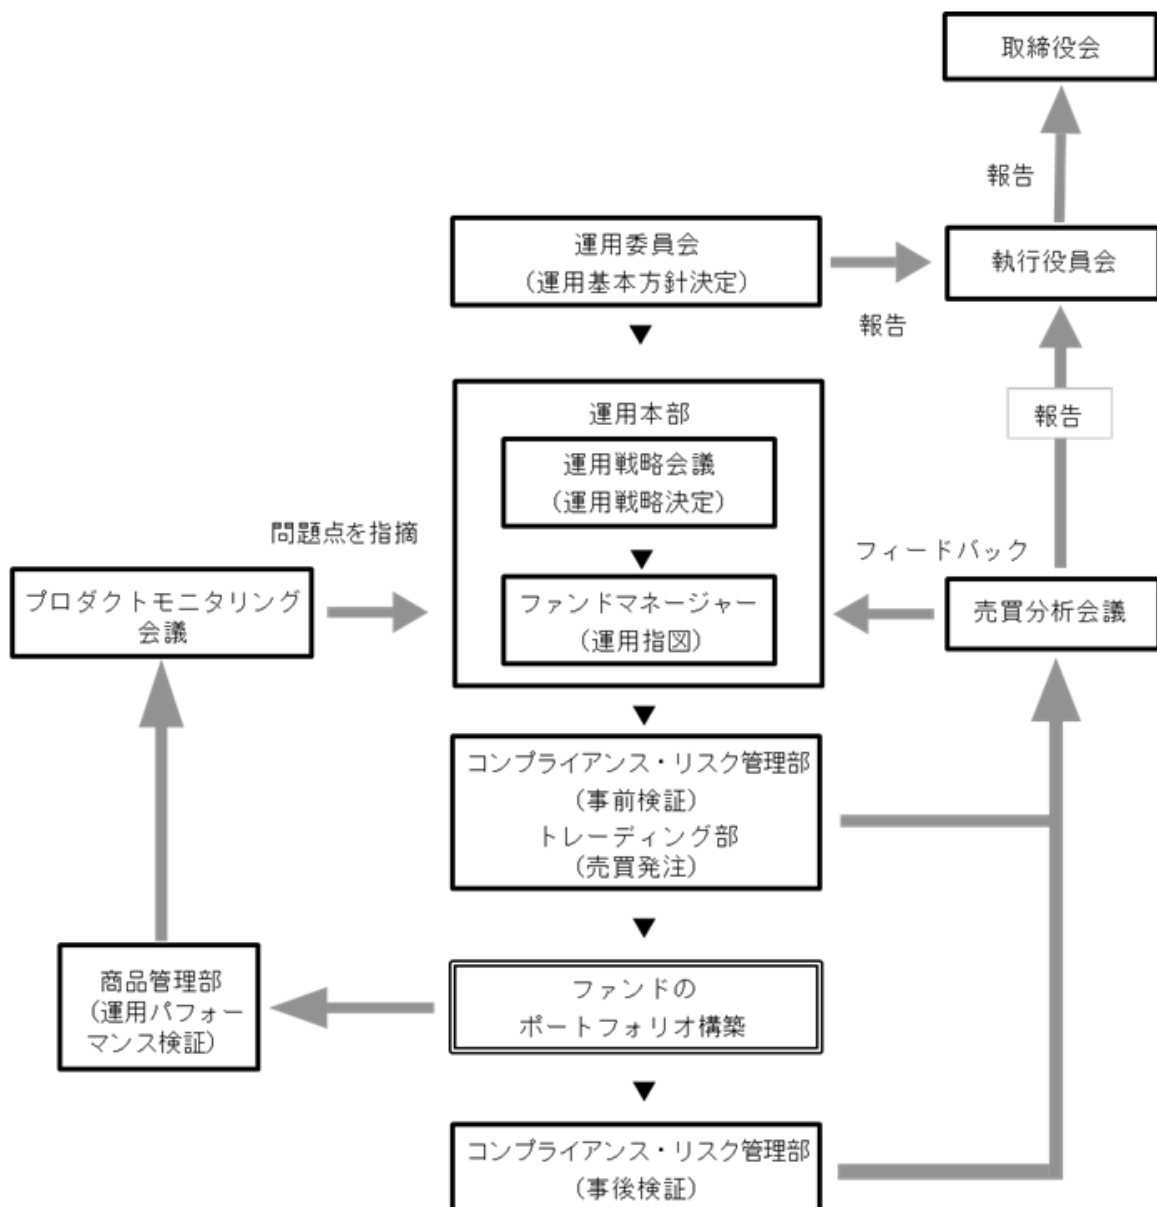 取締役会
報告
運用委員会
(運用基本方針決定)
執行役員会
報告
運用本部
報告
運用戦略会議
(運用戦略決定)
問題点を指摘
フィードバック
プロダクトモニタリング
会議
ファンドマネージャー
(運用指図)
売買分析会議
コンプライアンス・リスク管理部
(事前検証)
トレーディング部
(売買発注)
商品管理部
(運用パフォー
マンス検証)
ファンドの
ポートフォリオ構築
コンプライアンス・リスク管理部
(事後検証)